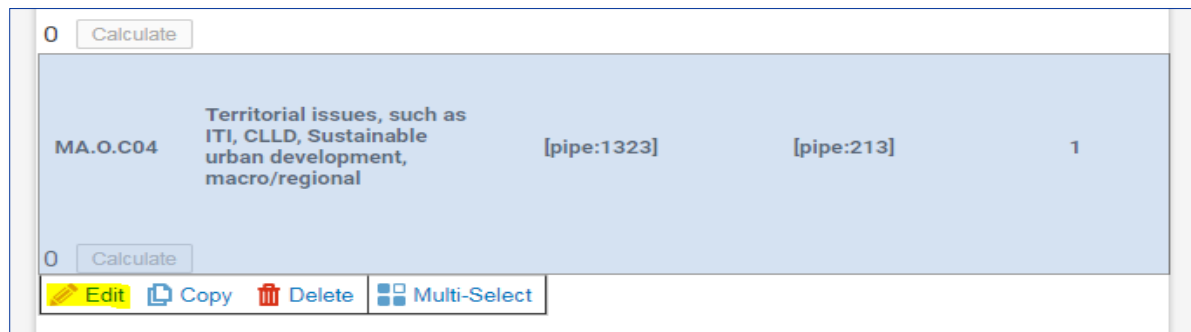 0 Calculate
MA.O.C04 Territorial issues, such as ITI, CLLD, Sustainable urban development, macro/regional [pipe:1323] [pipe:213] 1
0 Calculate
Edit Copy Delete Multi-Select